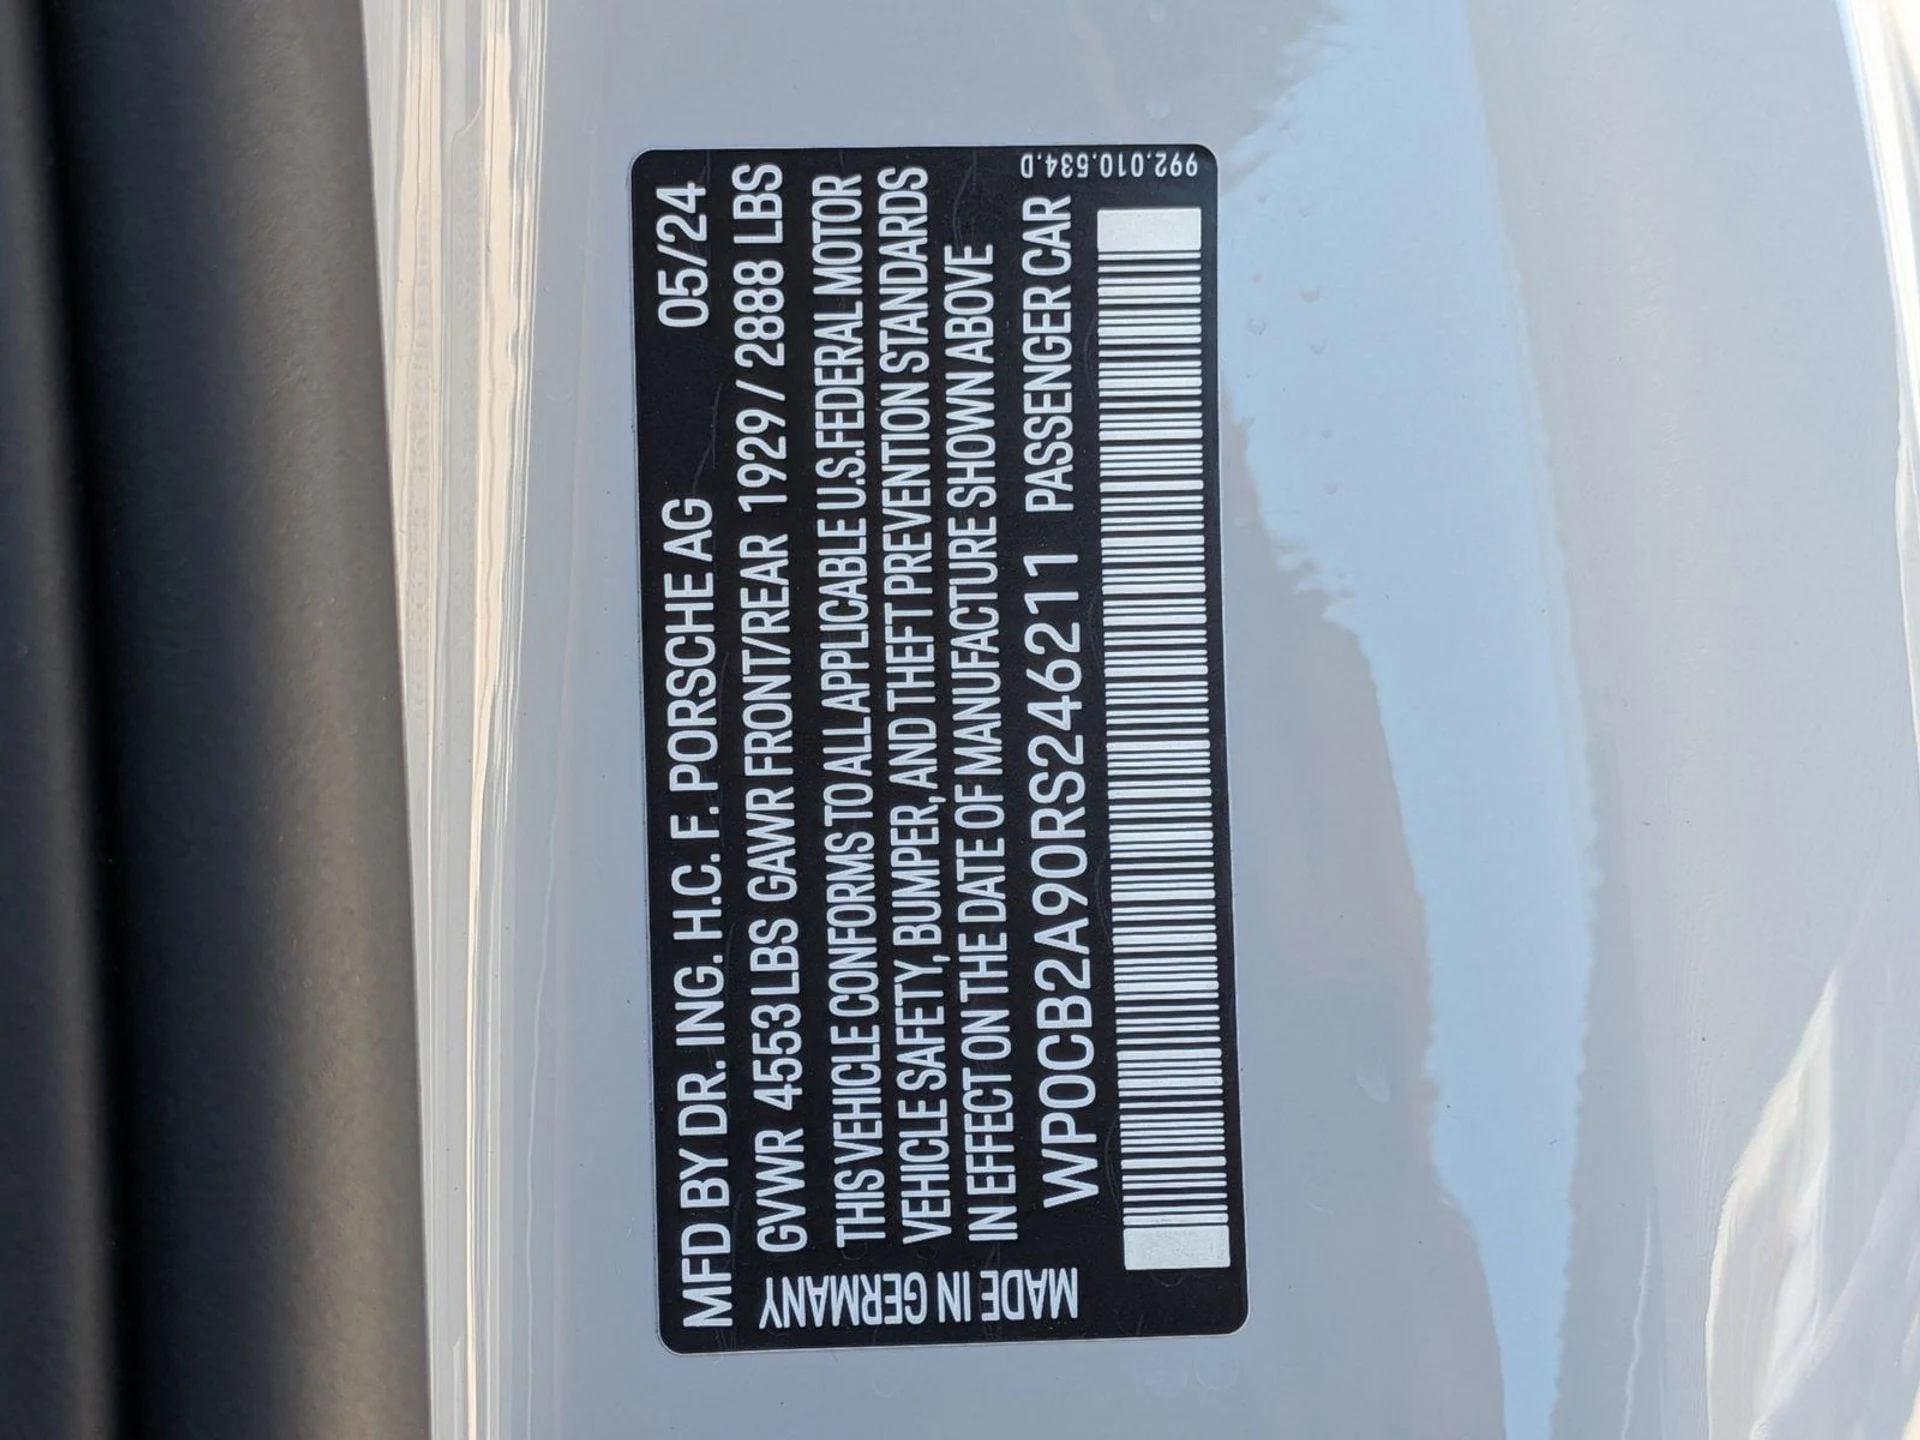 MFD BY DR. ING. H.C. F. PORSCHE AG 05/24
GVWR 4553 LBS GAWR FRONT/REAR 1929 / 2888 LBS
THIS VEHICLE CONFORMS TO ALL APPLICABLE U.S. FEDERAL MOTOR
VEHICLE SAFETY, BUMPER, AND THEFT PREVENTION STANDARDS
IN EFFECT ON THE DATE OF MANUFACTURE SHOWN ABOVE
WP0CB2A90RS246211 PASSENGER CAR
MADE IN GERMANY
992.010.534.D